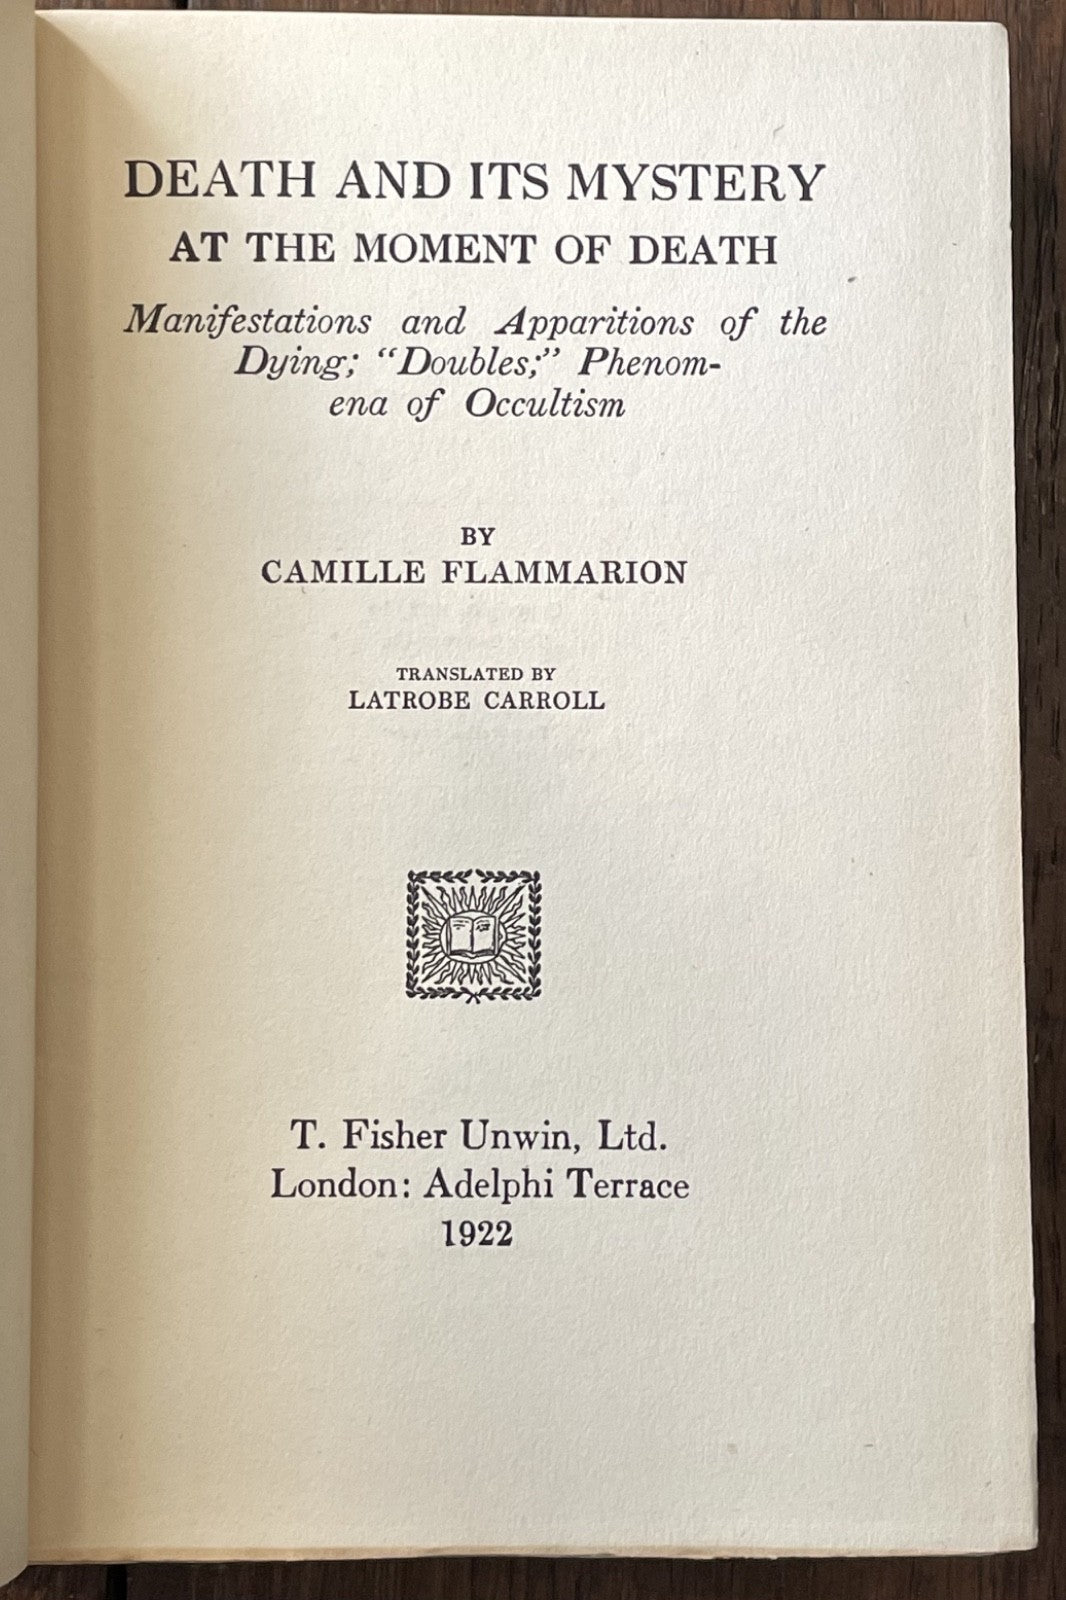 DEATH AND ITS MYSTERY
AT THE MOMENT OF DEATH
Manifestations and Apparitions of the
Dying; “Doubles;” Phenom-
ena of Occultism
BY
CAMILLE FLAMMARION
TRANSLATED BY
LATROBE CARROLL
T. Fisher Unwin, Ltd.
London: Adelphi Terrace
1922